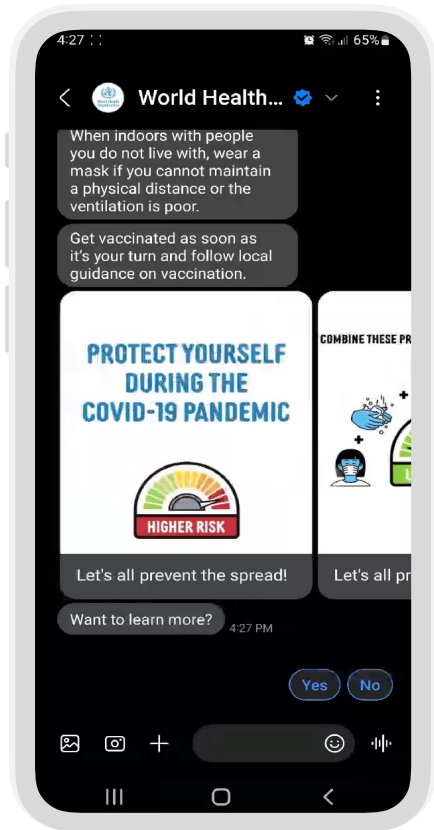 4:27
65%
World Health...
When indoors with people
you do not live with, wear a
mask if you cannot maintain
a physical distance or the
ventilation is poor.
Get vaccinated as soon as
it's your turn and follow local
guidance on vaccination.
PROTECT YOURSELF
DURING THE
COVID-19 PANDEMIC
HIGHER RISK
Let's all prevent the spread!
COMBINE THESE PR
L
Let's all pr
Want to learn more?
4:27 PM
Yes
No